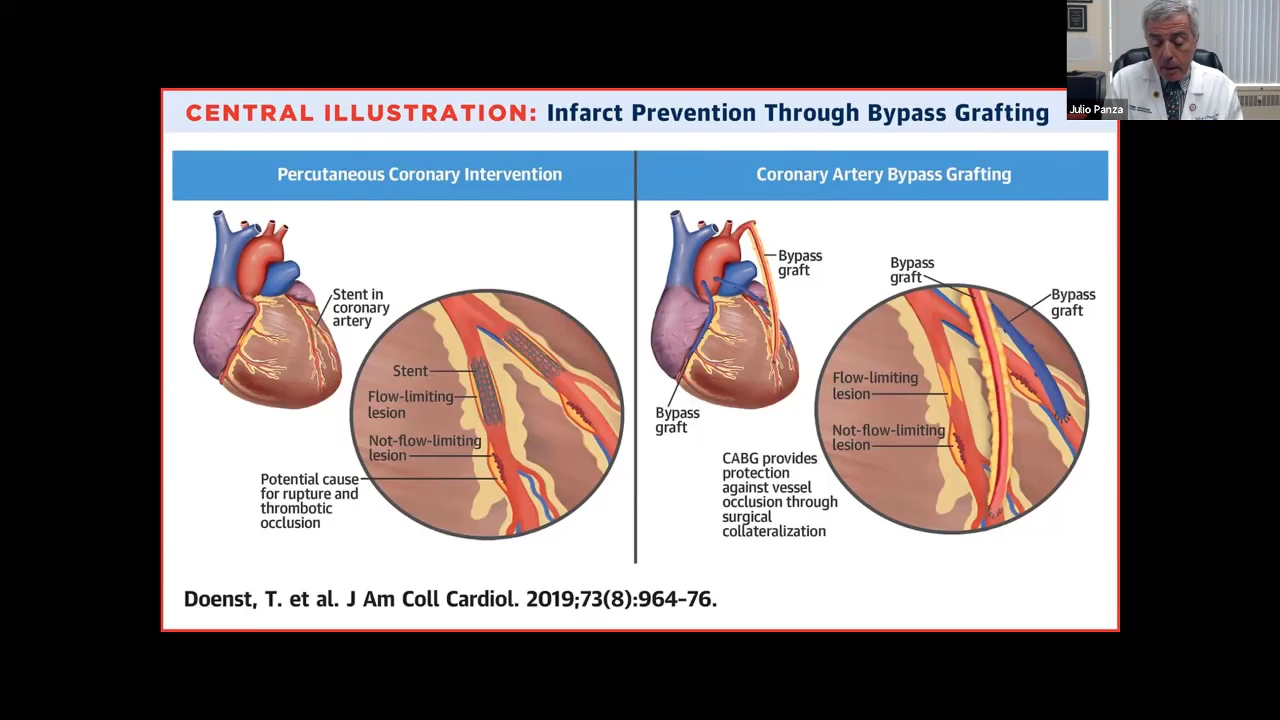 Julio Panza
CENTRAL ILLUSTRATION: Infarct Prevention Through Bypass Grafting
Percutaneous Coronary Intervention
Stent in
coronary
artery
Stent
Flow-limiting
lesion
Not-flow-limiting
lesion
Potential cause
for rupture and
thrombotic
occlusion
Coronary Artery Bypass Grafting
Bypass
graft
Bypass
graft
Bypass
graft
Flow-limiting
lesion
Bypass
graft
Not-flow-limiting
lesion
CABG provides
protection
against vessel
occlusion through
surgical
collateralization
Doenst, T. et al. J Am Coll Cardiol. 2019;73(8):964–76.